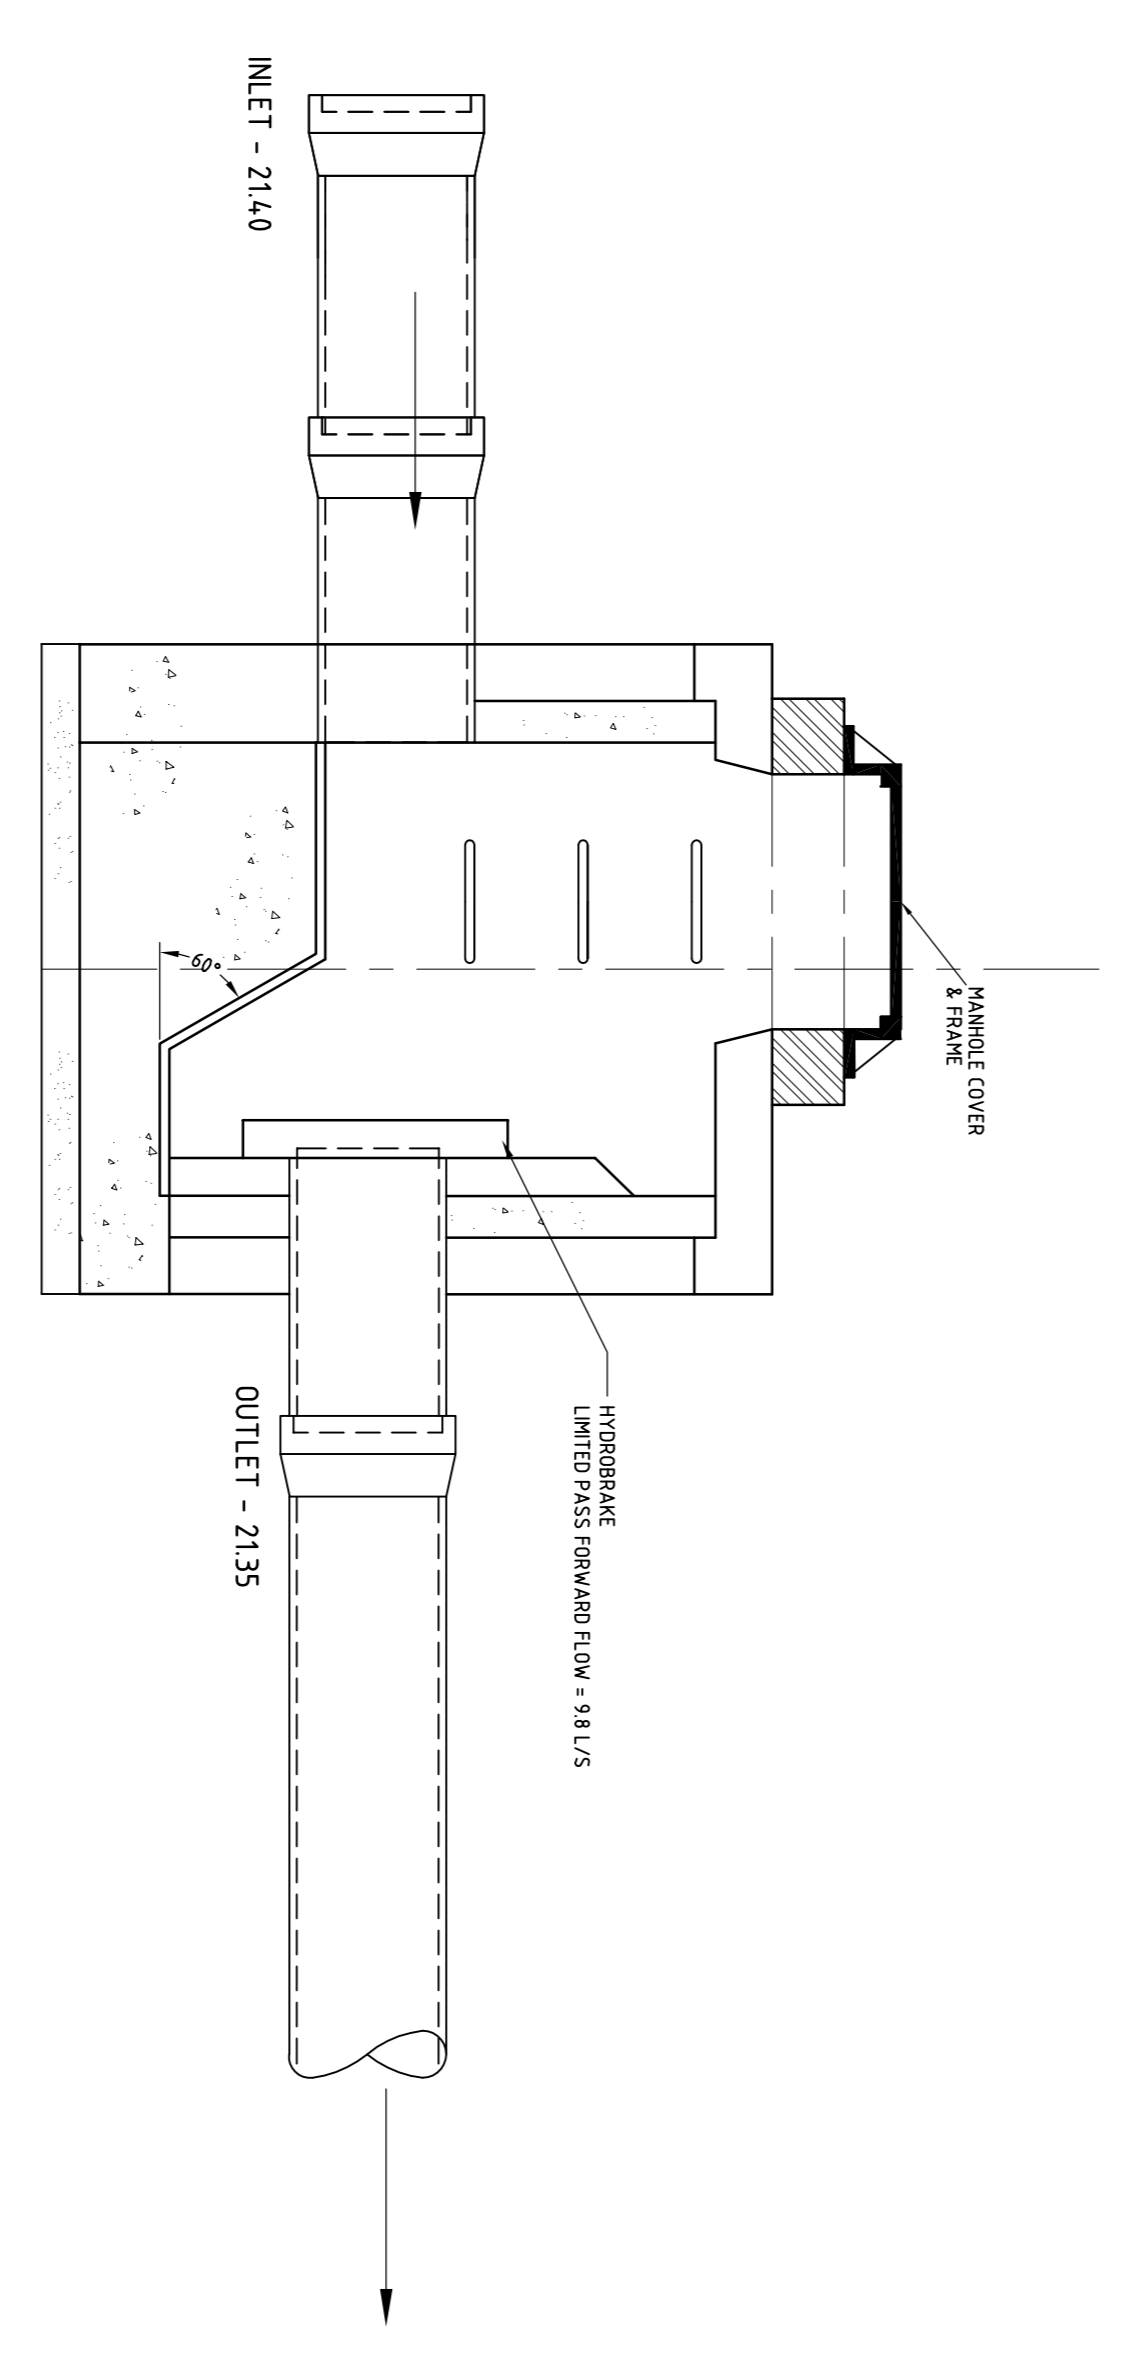 MANHOLE COVER
& FRAME
HYDROBRAKE
LIMITED PASS FORWARD FLOW = 9.8 L/S
60°
INLET - 21.40
OUTLET - 21.35